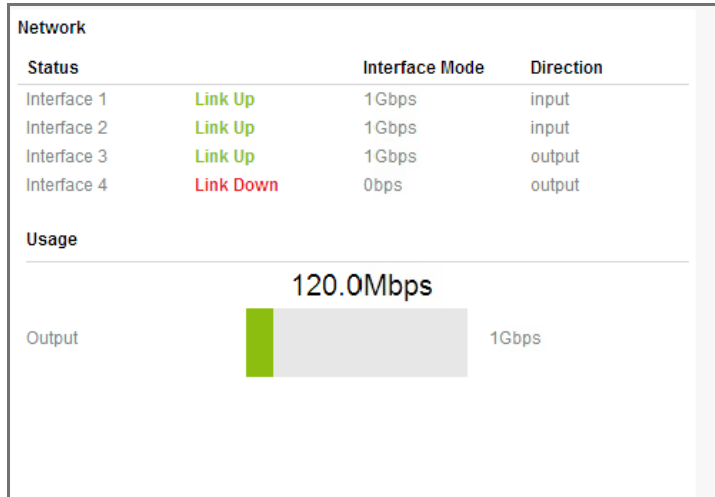 Network
Status Interface Mode Direction
Interface 1 Link Up 1Gbps input
Interface 2 Link Up 1Gbps input
Interface 3 Link Up 1Gbps output
Interface 4 Link Down 0bps output
Usage
120.0Mbps
Output 1Gbps